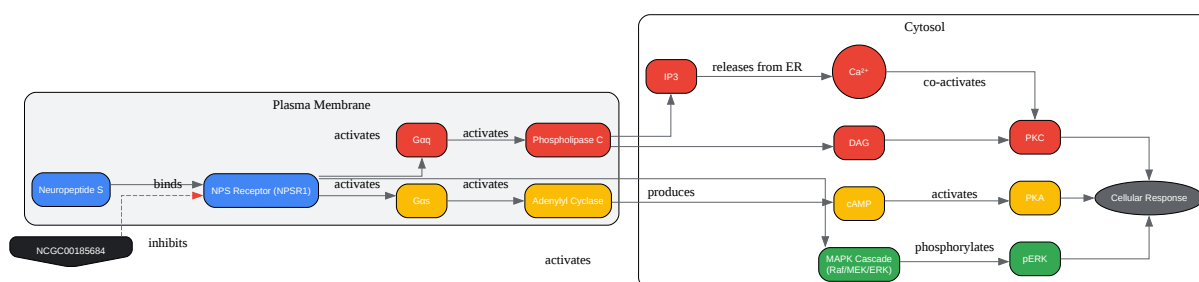 Cytosol
IP3
releases from ER
Ca²⁺
co-activates
Plasma Membrane
activates
Gαq
activates
Phospholipase C
DAG
PKC
Neuropeptide S
binds
NPS Receptor (NPSR1)
activates
Gαs
activates
Adenylyl Cyclase
produces
cAMP
activates
PKA
Cellular Response
NCGC00185684
inhibits
activates
MAPK Cascade
(Raf/MEK/ERK)
phosphorylates
pERK